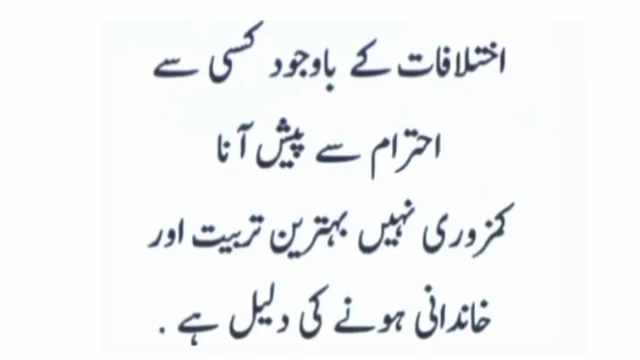 اختلافات کے باوجود کسی سے
احترام سے پیش آنا
کمزوری نہیں بہترین تربیت اور
خاندانی ہونے کی دلیل ہے .